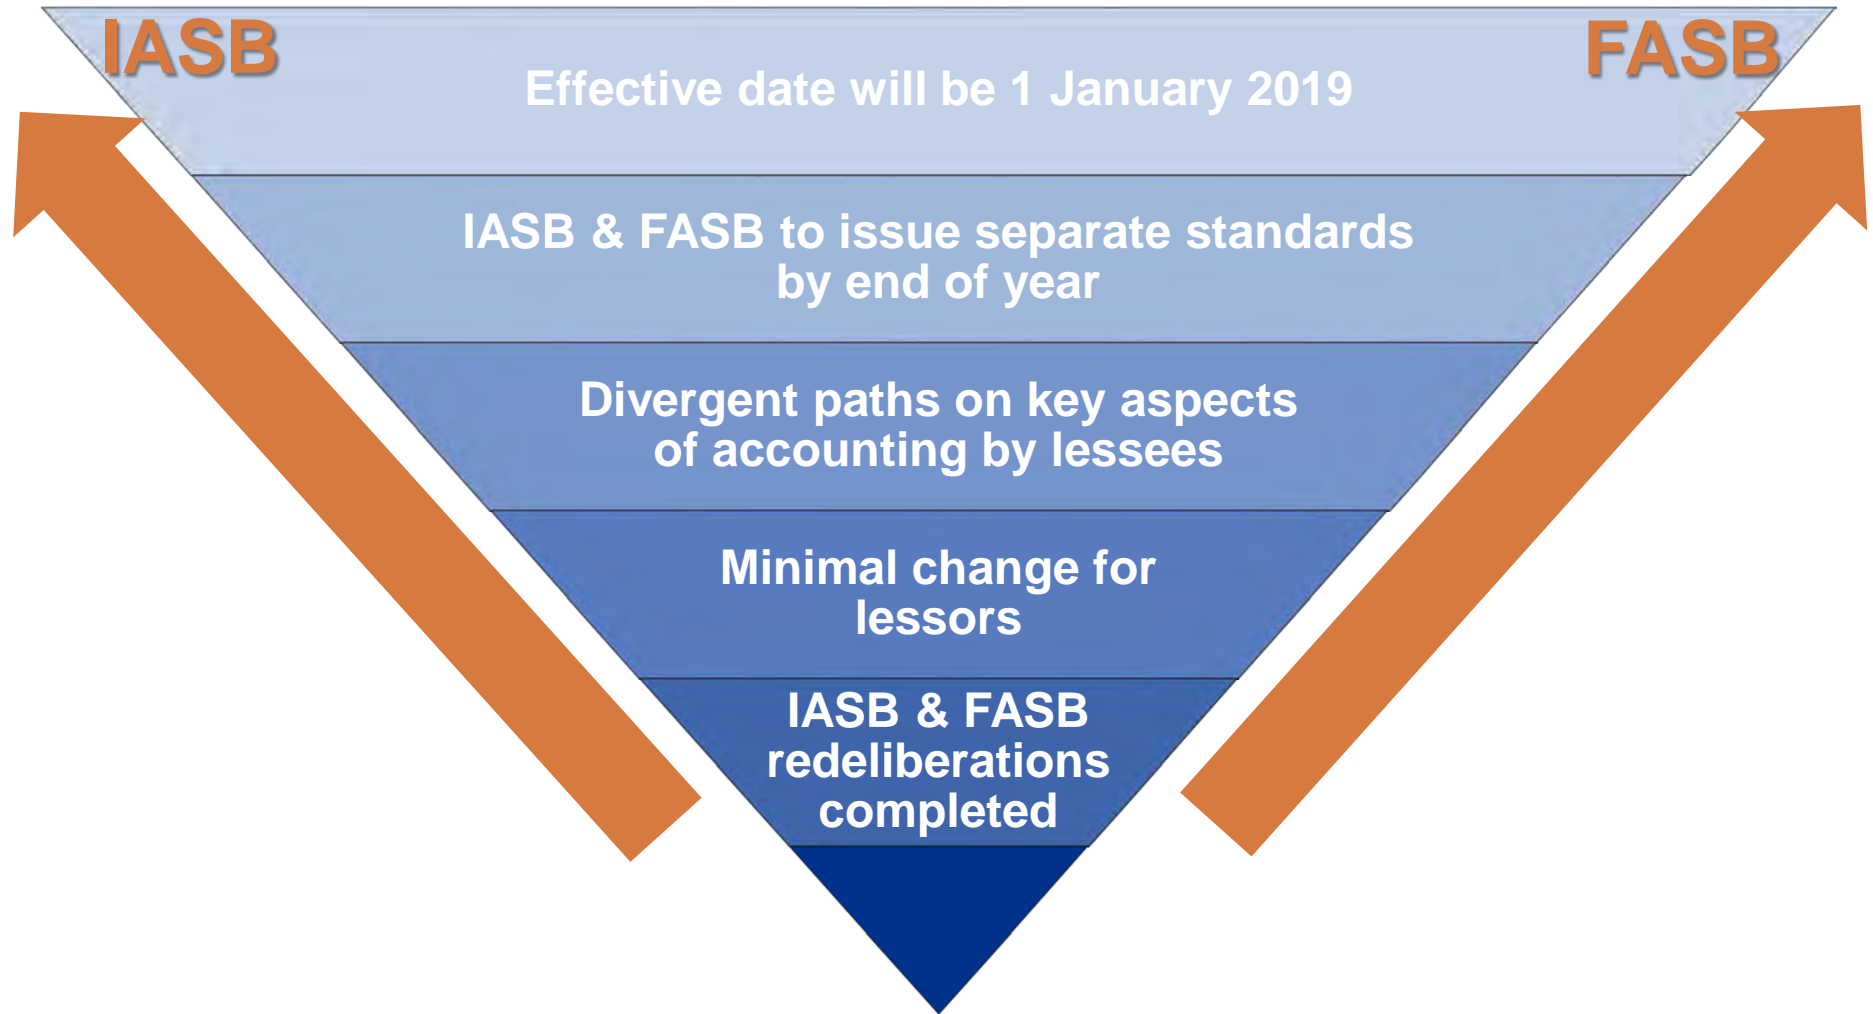 IASB
FASB
Effective date will be 1 January 2019
IASB & FASB to issue separate standards
by end of year
Divergent paths on key aspects
of accounting by lessees
Minimal change for
lessors
IASB & FASB
redeliberations
completed